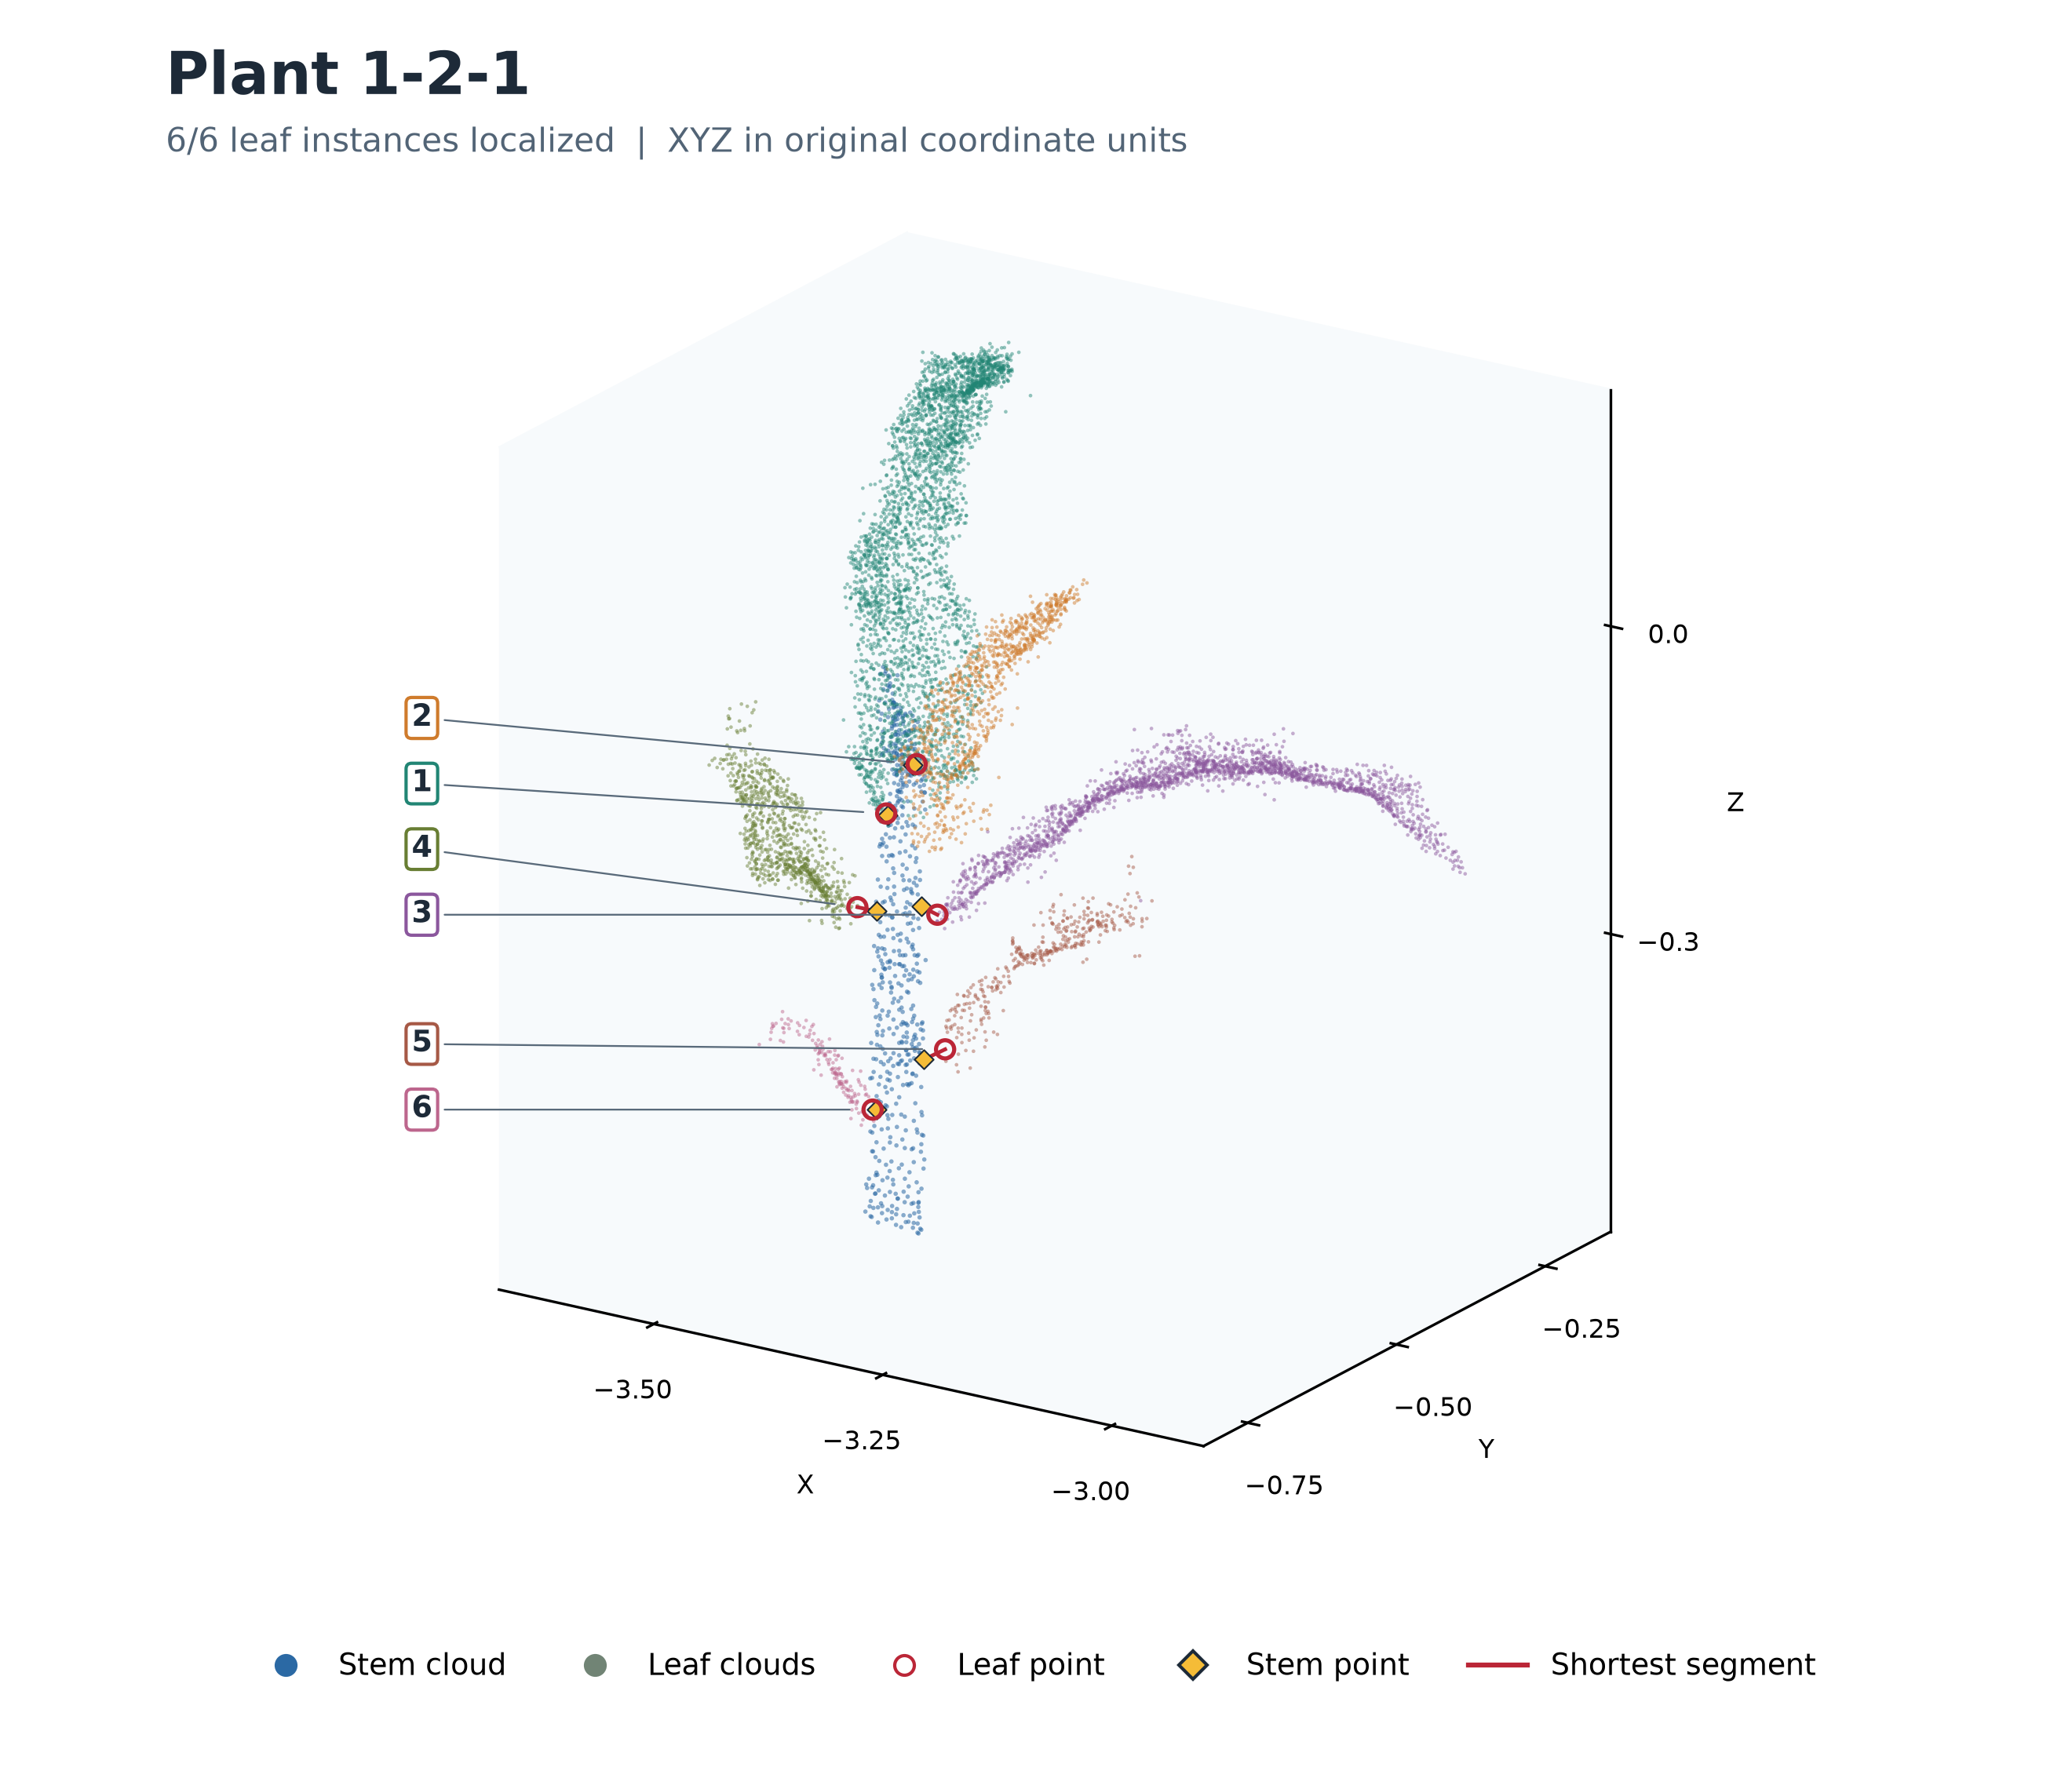 Plant 1-2-1
6/6 leaf instances localized | XYZ in original coordinate units
2
1
4
3
5
6
0.0
−0.3
Z
−0.25
−0.50
−0.75
Y
−3.50
−3.25
−3.00
X
Stem cloud
Leaf clouds
Leaf point
Stem point
Shortest segment